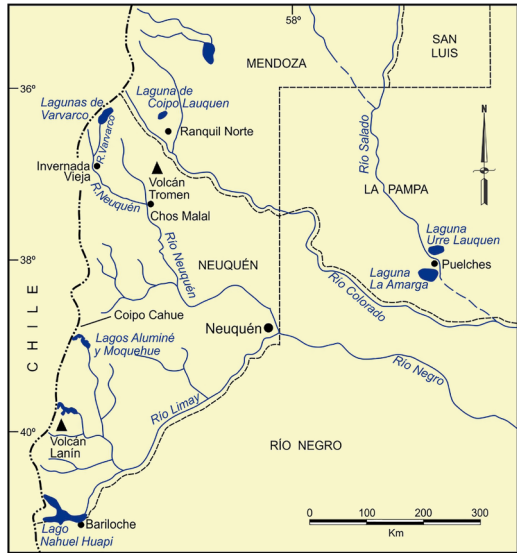 58º
SAN
LUIS
MENDOZA
36º
Laguna de
Coipo Lauquen
Lagunas de
Varvarco
N
Ranquil Norte
R.Varvarco
Río Salado
Invernada
Vieja
Volcán
Tromen
LA PAMPA
R.Neuquén
Chos Malal
Laguna
Urre Lauquen
Río Neuquén
38º
NEUQUÉN
Puelches
Laguna
La Amarga
Río Colorado
CHILE
Coipo Cahue
Neuquén
Lagos Aluminé
y Moquehue
Río Negro
Río Limay
40º
Volcán
Lanín
RÍO NEGRO
Bariloche
Lago
Nahuel Huapi
0 100 200 300
Km